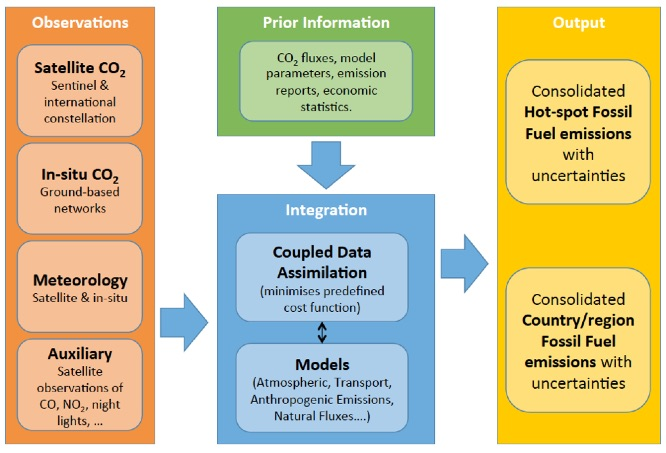 Observations
Satellite CO₂
Sentinel &
international
constellation
In-situ CO₂
Ground-based
networks
Meteorology
Satellite & in-situ
Auxiliary
Satellite
observations of
CO, NO₂, night
lights, ...
Prior Information
CO₂ fluxes, model
parameters, emission
reports, economic
statistics.
Integration
Coupled Data
Assimilation
(minimises predefined
cost function)
Models
(Atmospheric, Transport,
Anthropogenic Emissions,
Natural Fluxes....)
Output
Consolidated
Hot-spot Fossil
Fuel emissions
with
uncertainties
Consolidated
Country/region
Fossil Fuel
emissions with
uncertainties